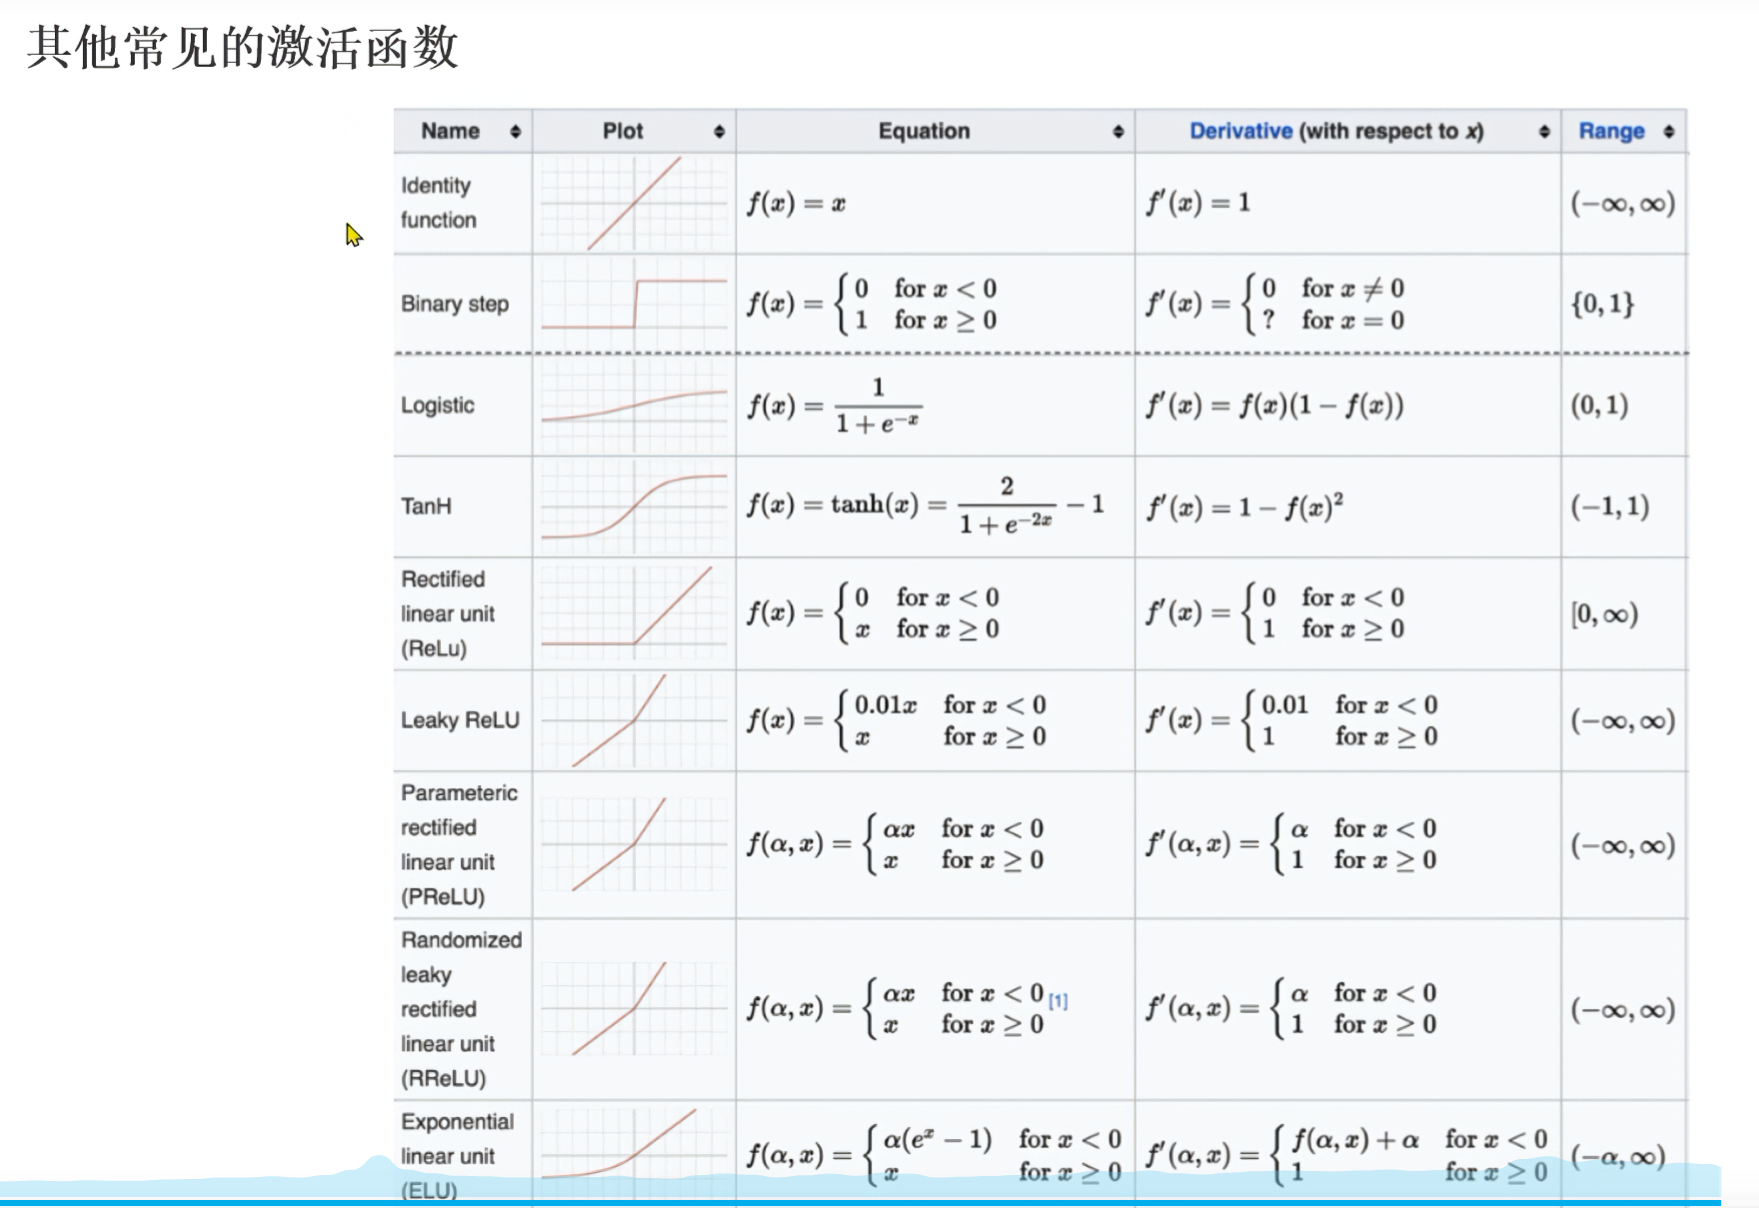 其他常见的激活函数
Name Plot Equation Derivative (with respect to x) Range
Identity function f(x) = x f′(x) = 1 (−∞, ∞)
Binary step f(x) = { 0 for x < 0 1 for x ≥ 0 f′(x) = { 0 for x ≠ 0 ? for x = 0 {0, 1}
Logistic f(x) = 1 / (1 + e^−x) f′(x) = f(x)(1 − f(x)) (0, 1)
TanH f(x) = tanh(x) = 2 / (1 + e^−2x) − 1 f′(x) = 1 − f(x)² (−1, 1)
Rectified linear unit (ReLu) f(x) = { 0 for x < 0 x for x ≥ 0 f′(x) = { 0 for x < 0 1 for x ≥ 0 [0, ∞)
Leaky ReLU f(x) = { 0.01x for x < 0 x for x ≥ 0 f′(x) = { 0.01 for x < 0 1 for x ≥ 0 (−∞, ∞)
Parameteric rectified linear unit (PReLU) f(α, x) = { αx for x < 0 x for x ≥ 0 f′(α, x) = { α for x < 0 1 for x ≥ 0 (−∞, ∞)
Randomized leaky rectified linear unit (RReLU) f(α, x) = { αx for x < 0 x for x ≥ 0 [1] f′(α, x) = { α for x < 0 1 for x ≥ 0 (−∞, ∞)
Exponential linear unit (ELU) f(α, x) = { α(e^x − 1) for x < 0 x for x ≥ 0 f′(α, x) = { f(α, x) + α for x < 0 1 for x ≥ 0 (−α, ∞)